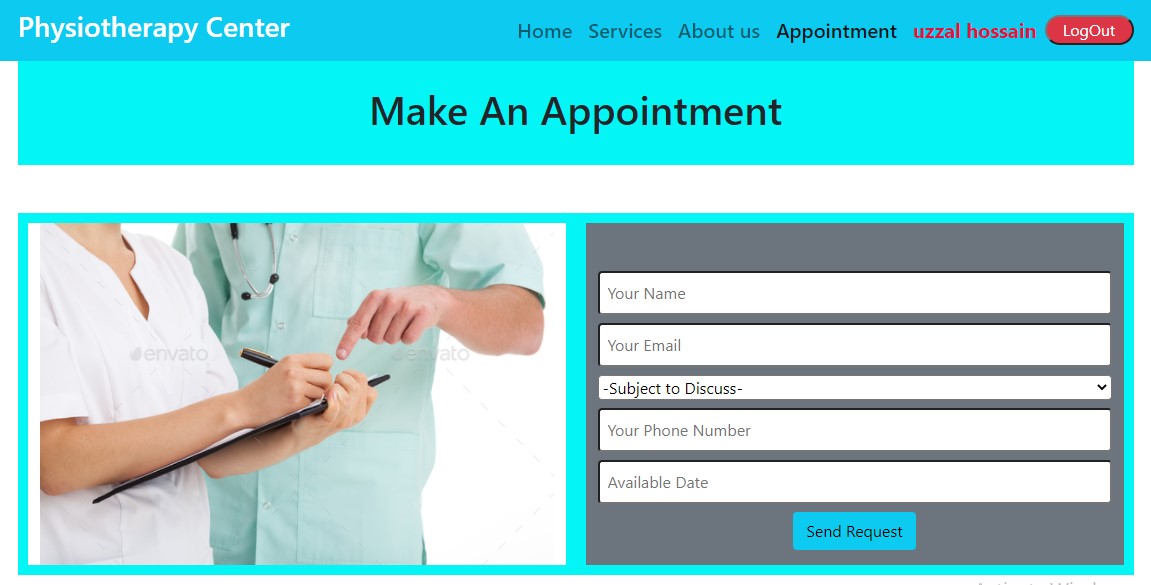 Physiotherapy Center
Home Services About us Appointment uzzal hossain LogOut
Make An Appointment
envato envato
Your Name
Your Email
-Subject to Discuss-
Your Phone Number
Available Date
Send Request